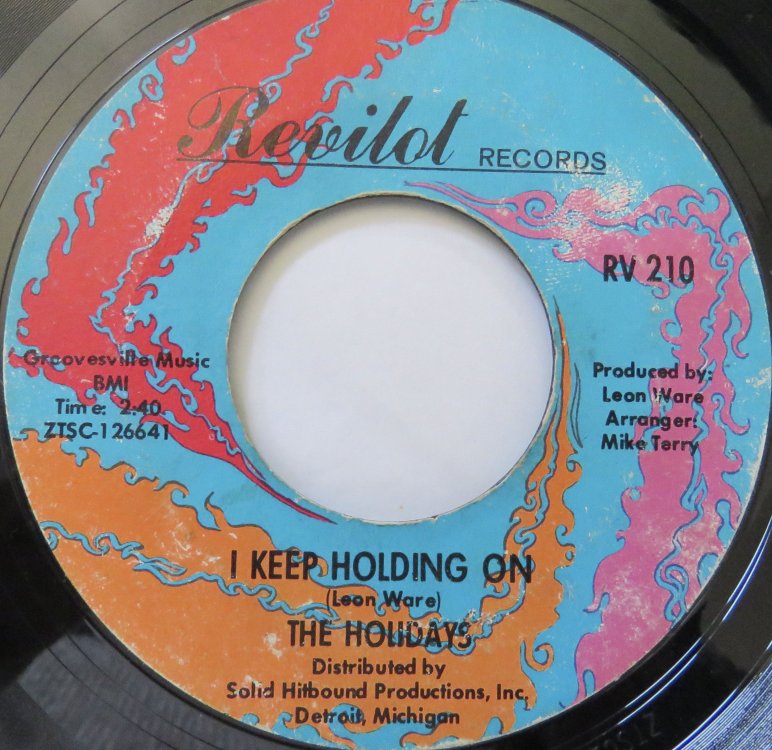 Revilot RECORDS
RV 210
Groovesville Music
BMI
Time: 2:40
ZTSC-126641
Produced by:
Leon Ware
Arranger:
Mike Terry
I KEEP HOLDING ON
(Leon Ware)
THE HOLIDAYS
Distributed by
Solid Hitbound Productions, Inc,
Detroit, Michigan